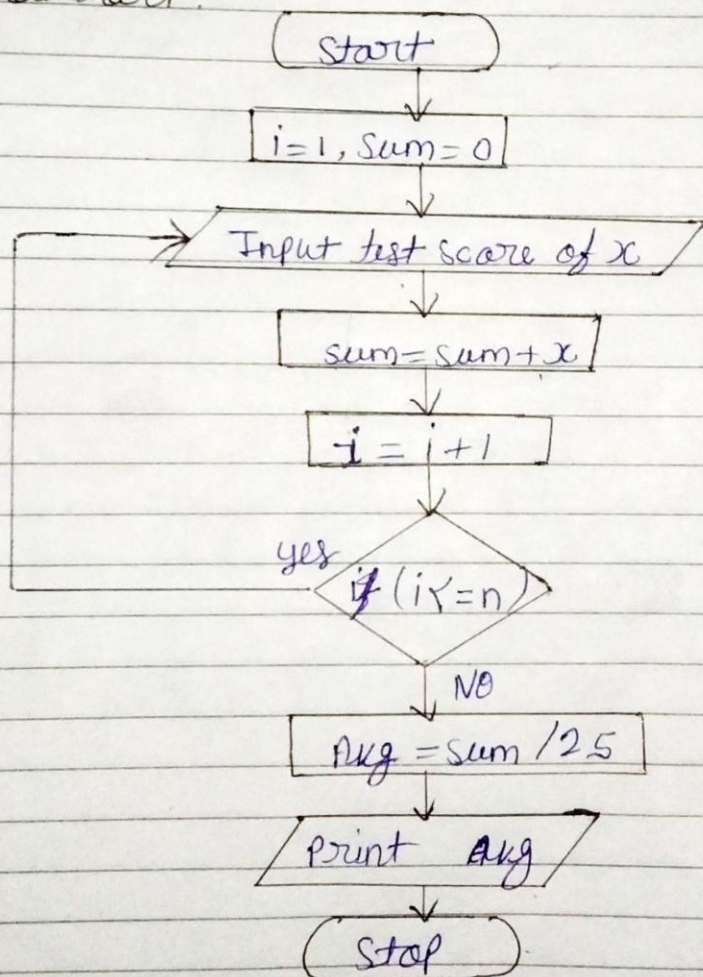 Start
i=1, Sum=0
Input test score of x
sum=sum+x
i = i+1
yes
if (i<=n)
NO
Avg = sum /25
Print Avg
Stop